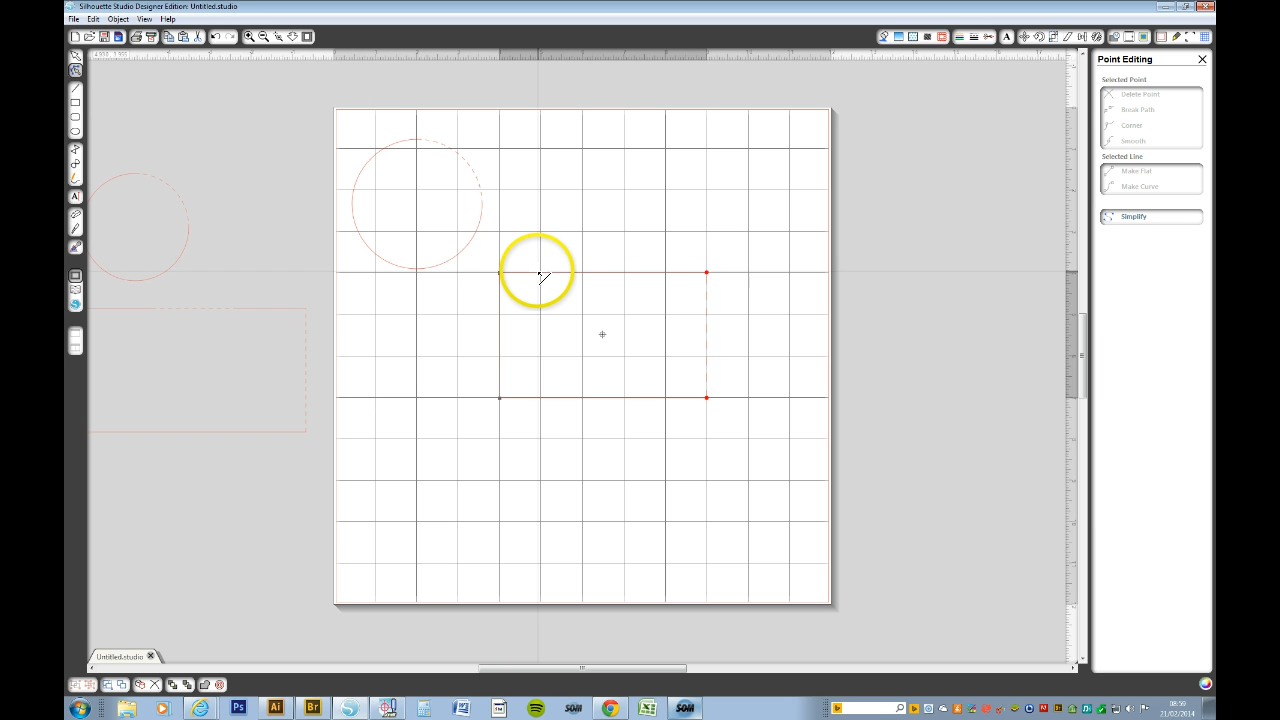 Silhouette Studio Designer Edition: Untitled.studio
File Edit Object View Help
Point Editing
Selected Point
Delete Point
Break Path
Corner
Smooth
Selected Line
Make Flat
Make Curve
Simplify
Untitled.studio
08:59
21/02/2014